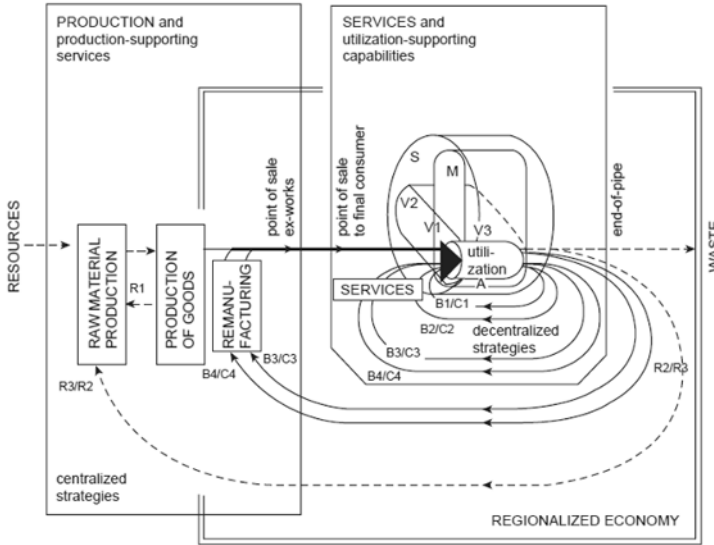 PRODUCTION and
production-supporting
services
SERVICES and
utilization-supporting
capabilities
RESOURCES
RAW MATERIAL
PRODUCTION
R1
PRODUCTION
OF GOODS
REMANU-
FACTURING
point of sale
ex-works
point of sale
to final consumer
S
M
V2
V1
V3
utili-
zation
A
SERVICES
B1/C1
B2/C2
decentralized
strategies
B3/C3
B4/C4
B3/C3
B4/C4
R3/R2
R2/R3
end-of-pipe
WASTE
centralized
strategies
REGIONALIZED ECONOMY